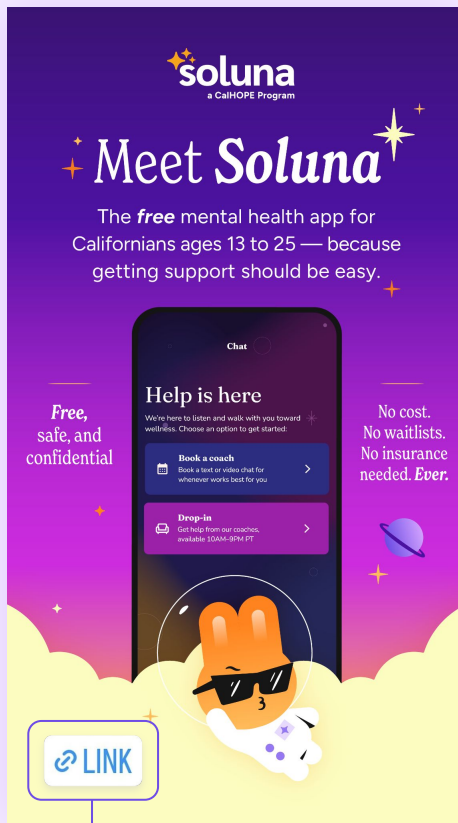 soluna
a CalHOPE Program
Meet Soluna
The free mental health app for
Californians ages 13 to 25 — because
getting support should be easy.
Chat
Help is here
We're here to listen and walk with you toward
wellness. Choose an option to get started:
Book a coach
Book a text or video chat for
whenever works best for you
Drop-in
Get help from our coaches,
available 10AM–9PM PT
Free,
safe, and
confidential
No cost.
No waitlists.
No insurance
needed. Ever.
LINK